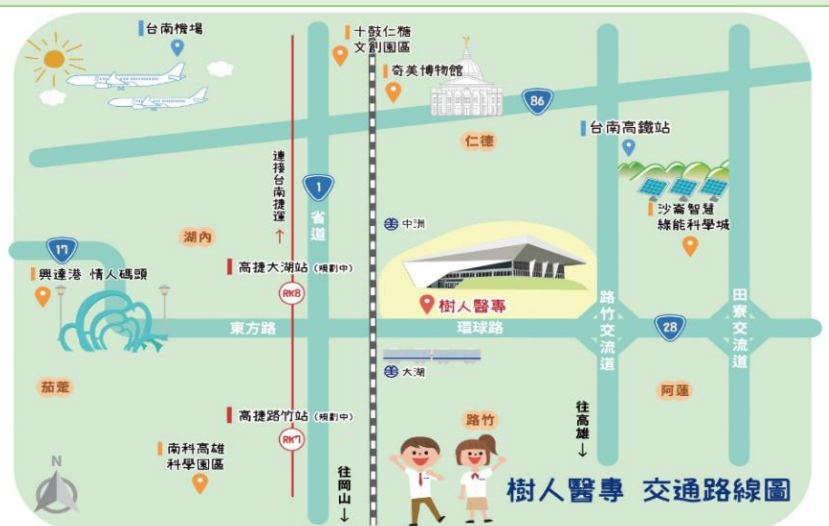 台南機場
十鼓仁糖
文創園區
奇美博物館
86
仁德
台南高鐵站
沙崙智慧
綠能科學城
連接台南捷運
→
1
省道
中洲
湖內
17
興達港 情人碼頭
高捷大湖站 (規劃中)
RK8
樹人醫專
東方路
環球路
路竹交流道
28
田寮交流道
大湖
茄萣
阿蓮
高捷路竹站 (規劃中)
RK7
路竹
往高雄
↓
南科高雄
科學園區
N
往岡山
↓
樹人醫專 交通路線圖